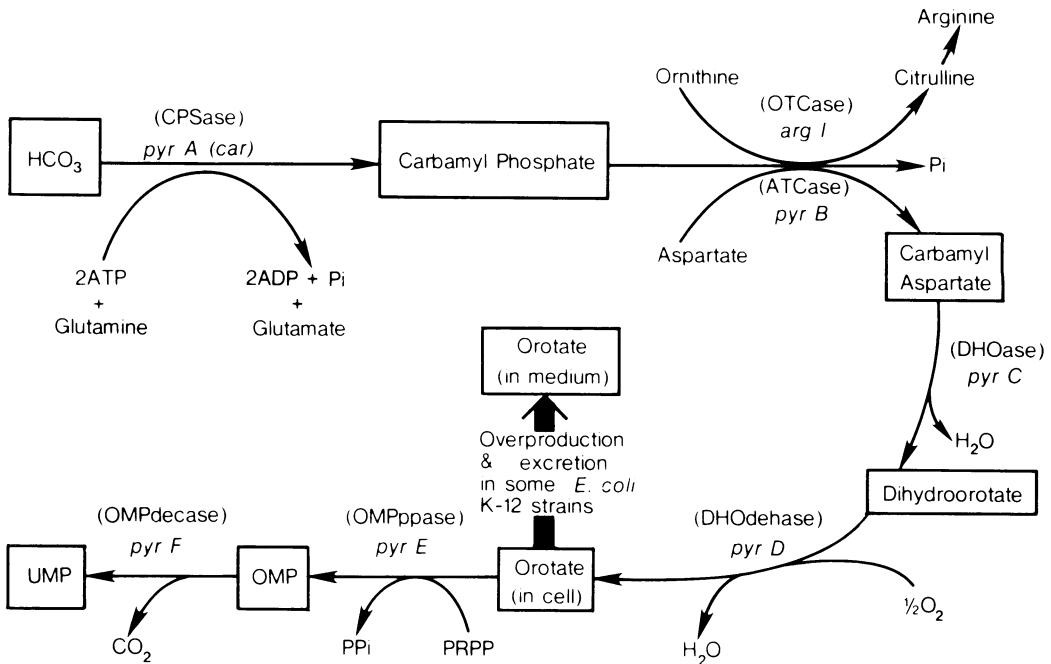 Arginine
Ornithine
Citrulline
(CPSase)
(OTCase)
pyr A (car)
arg I
HCO3
Carbamyl Phosphate
Pi
(ATCase)
pyr B
Aspartate
Carbamyl
Aspartate
2ATP
+
Glutamine
2ADP + Pi
+
Glutamate
(DHOase)
pyr C
Orotate
(in medium)
H2O
Overproduction
& excretion
in some E. coli
K-12 strains
Dihydroorotate
(OMPdecase)
pyr F
(OMPppase)
pyr E
(DHOdehase)
pyr D
UMP
OMP
Orotate
(in cell)
½O2
CO2
PPi
PRPP
H2O